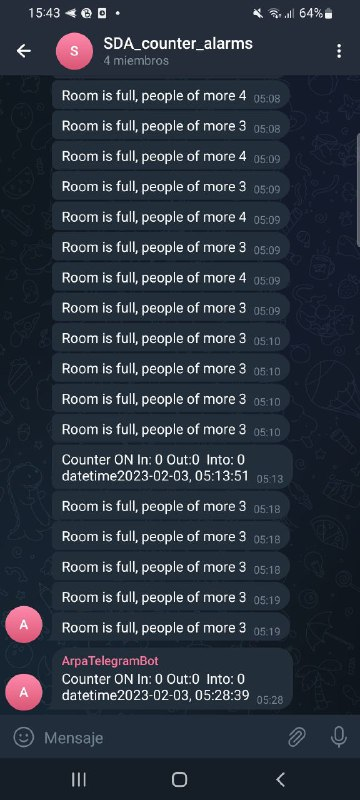 15:43
64%
SDA_counter_alarms
S
4 miembros
Room is full, people of more 4 05:08
Room is full, people of more 3 05:08
Room is full, people of more 4 05:09
Room is full, people of more 3 05:09
Room is full, people of more 4 05:09
Room is full, people of more 3 05:09
Room is full, people of more 4 05:09
Room is full, people of more 3 05:09
Room is full, people of more 3 05:10
Room is full, people of more 3 05:10
Room is full, people of more 3 05:10
Room is full, people of more 3 05:10
Counter ON In: 0 Out:0  Into: 0
datetime2023-02-03, 05:13:51 05:13
Room is full, people of more 3 05:18
Room is full, people of more 3 05:18
Room is full, people of more 3 05:18
Room is full, people of more 3 05:19
A
Room is full, people of more 3 05:19
ArpaTelegramBot
Counter ON In: 0 Out:0  Into: 0
A
datetime2023-02-03, 05:28:39 05:28
Mensaje